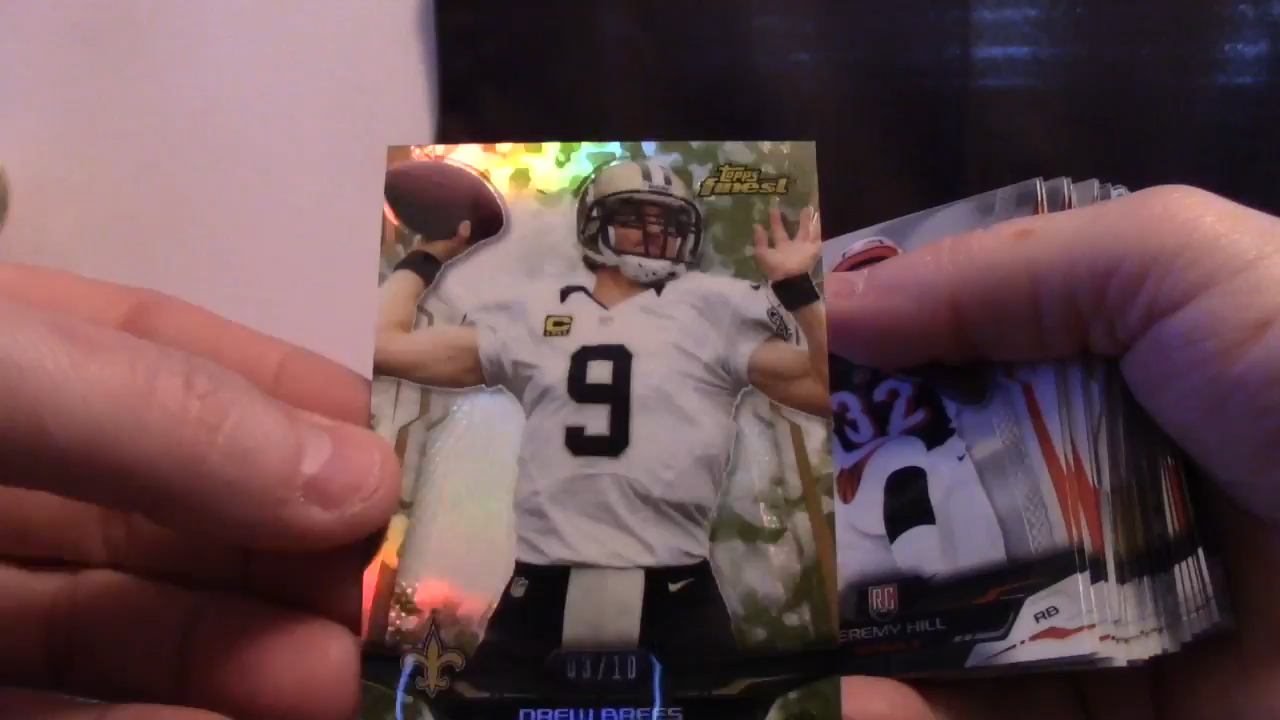 Topps
finest
C
9
03/10
DREW BREES
32
RC
EREMY HILL
RB